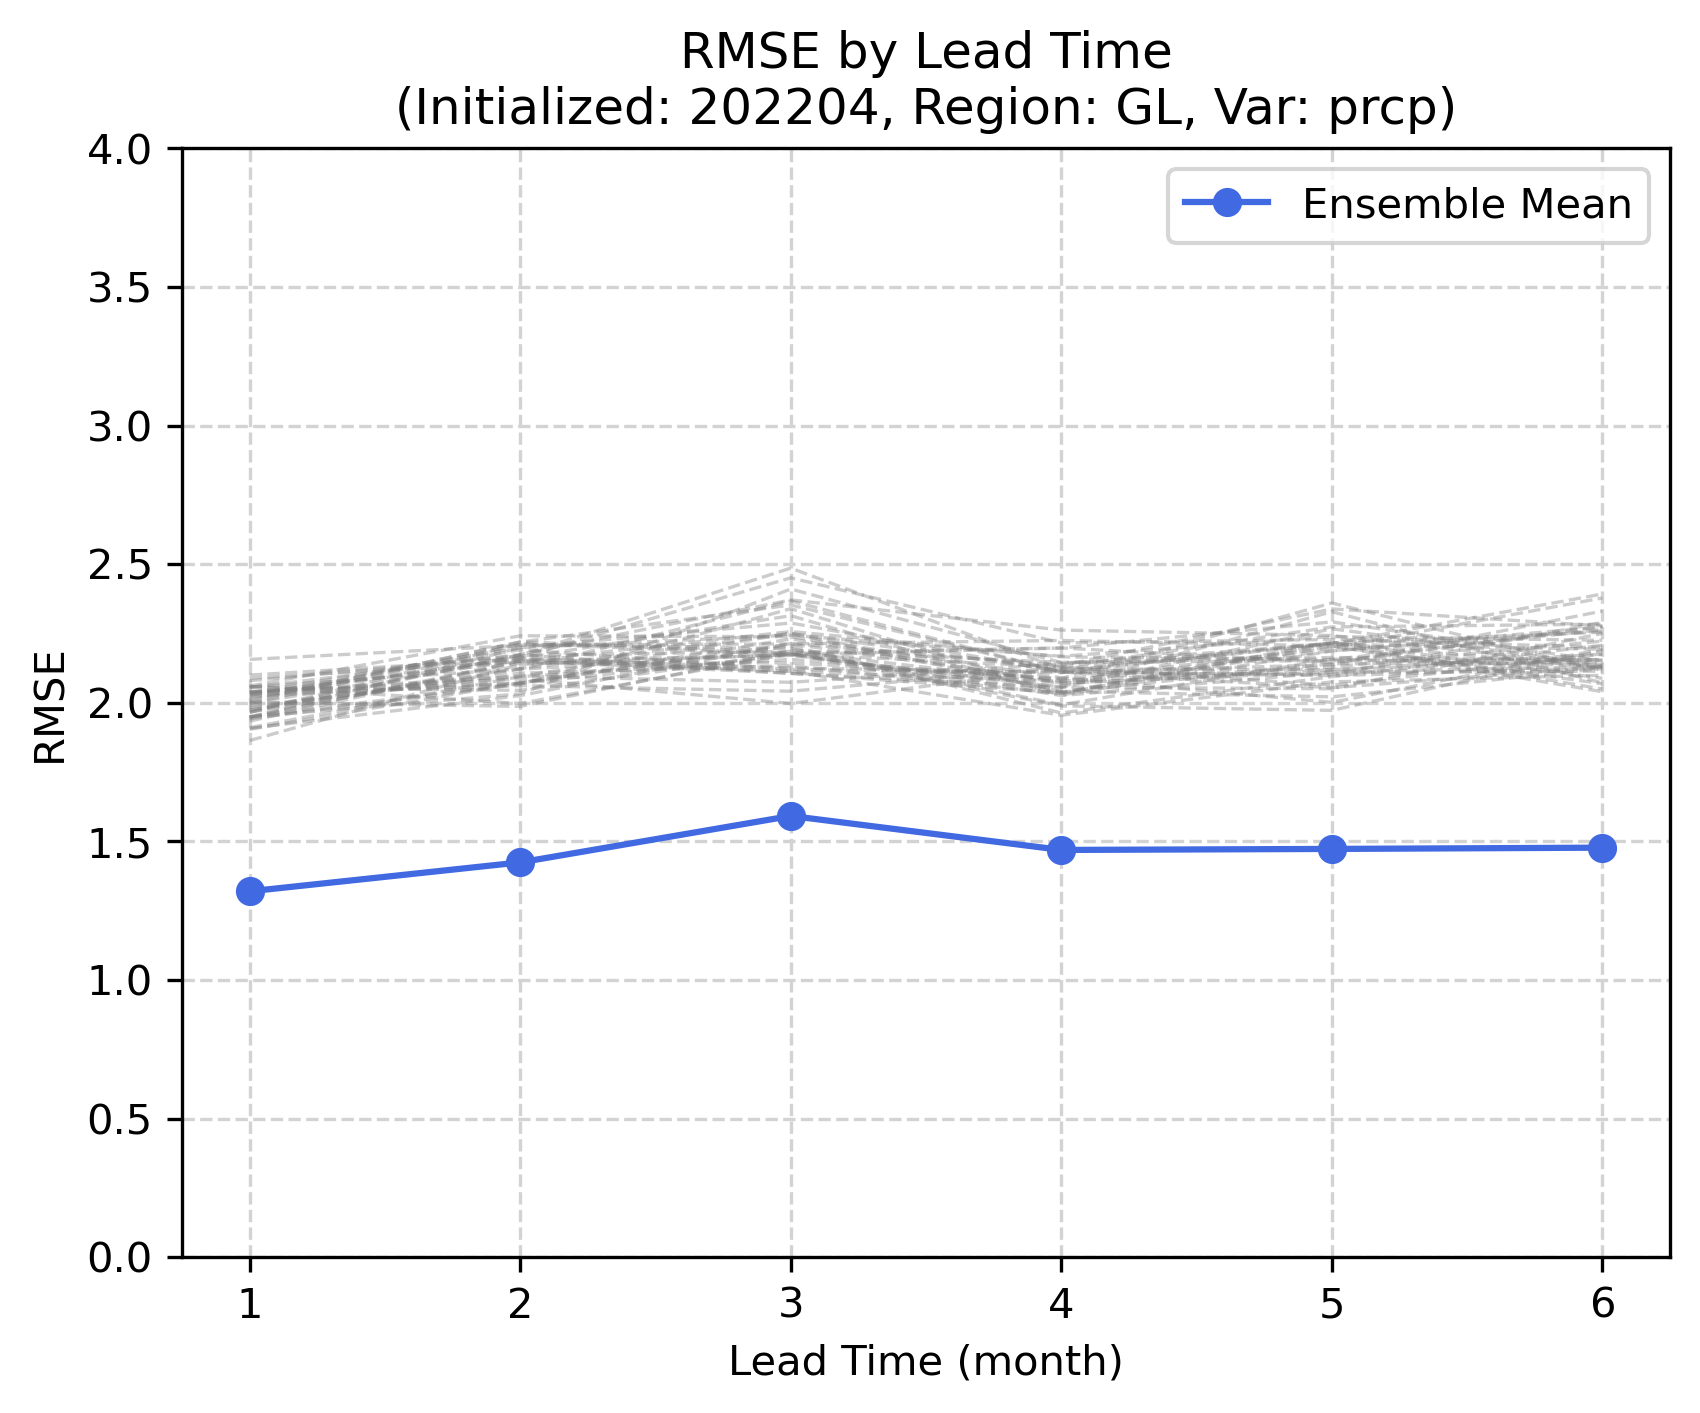 RMSE by Lead Time
(Initialized: 202204, Region: GL, Var: prcp)
Ensemble Mean
4.0
3.5
3.0
2.5
2.0
1.5
1.0
0.5
0.0
RMSE
1 2 3 4 5 6
Lead Time (month)